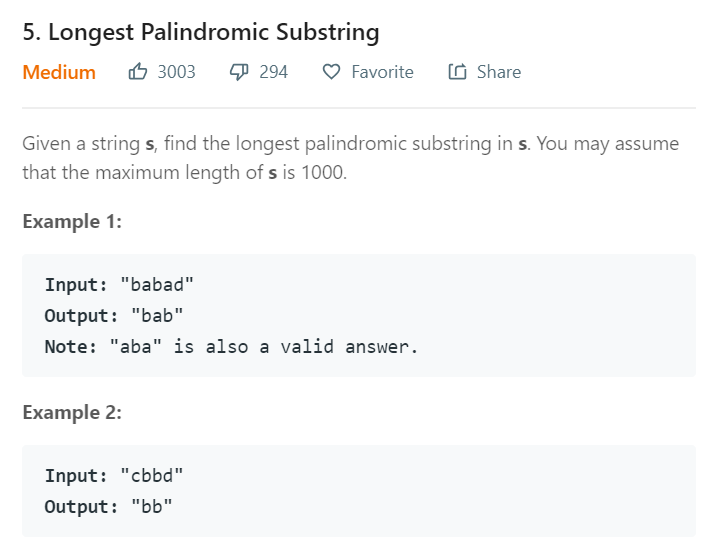 5. Longest Palindromic Substring
Medium 3003 294 Favorite Share
Given a string s, find the longest palindromic substring in s. You may assume
that the maximum length of s is 1000.
Example 1:
Input: "babad"
Output: "bab"
Note: "aba" is also a valid answer.
Example 2:
Input: "cbbd"
Output: "bb"